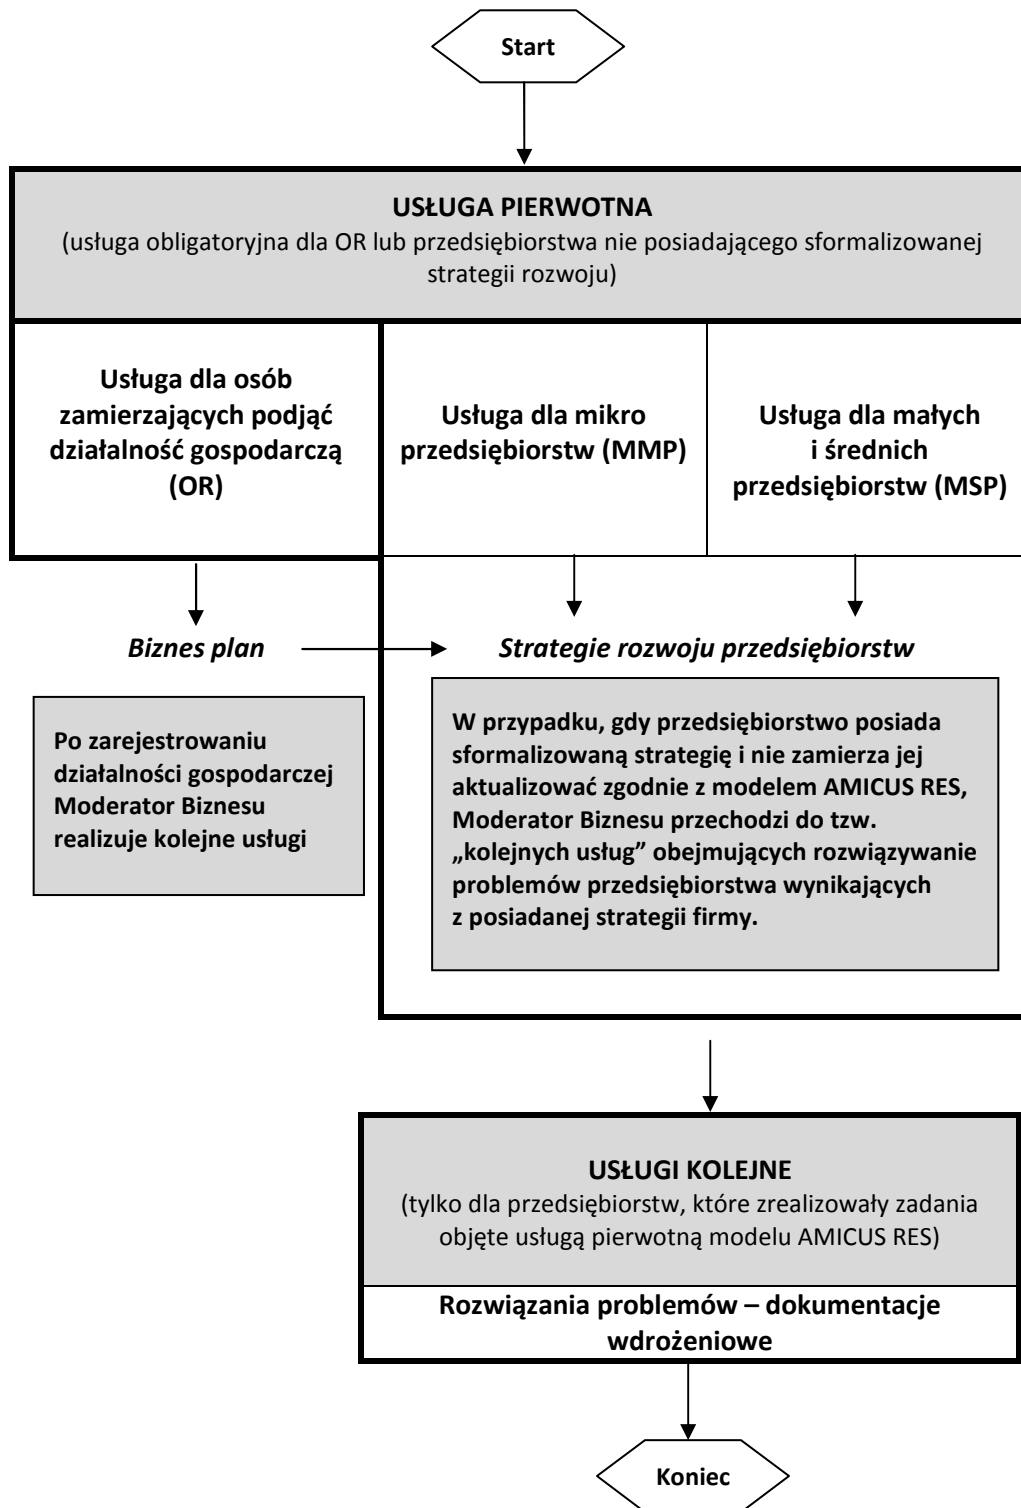 Start
USŁUGA PIERWOTNA
(usługa obligatoryjna dla OR lub przedsiębiorstwa nie posiadającego sformalizowanej
strategii rozwoju)
Usługa dla osób
zamierzających podjąć
działalność gospodarczą
(OR)
Usługa dla mikro
przedsiębiorstw (MMP)
Usługa dla małych
i średnich
przedsiębiorstw (MSP)
Biznes plan
Strategie rozwoju przedsiębiorstw
Po zarejestrowaniu
działalności gospodarczej
Moderator Biznesu
realizuje kolejne usługi
W przypadku, gdy przedsiębiorstwo posiada
sformalizowaną strategię i nie zamierza jej
aktualizować zgodnie z modelem AMICUS RES,
Moderator Biznesu przechodzi do tzw.
„kolejnych usług” obejmujących rozwiązywanie
problemów przedsiębiorstwa wynikających
z posiadanej strategii firmy.
USŁUGI KOLEJNE
(tylko dla przedsiębiorstw, które zrealizowały zadania
objęte usługą pierwotną modelu AMICUS RES)
Rozwiązania problemów – dokumentacje
wdrożeniowe
Koniec